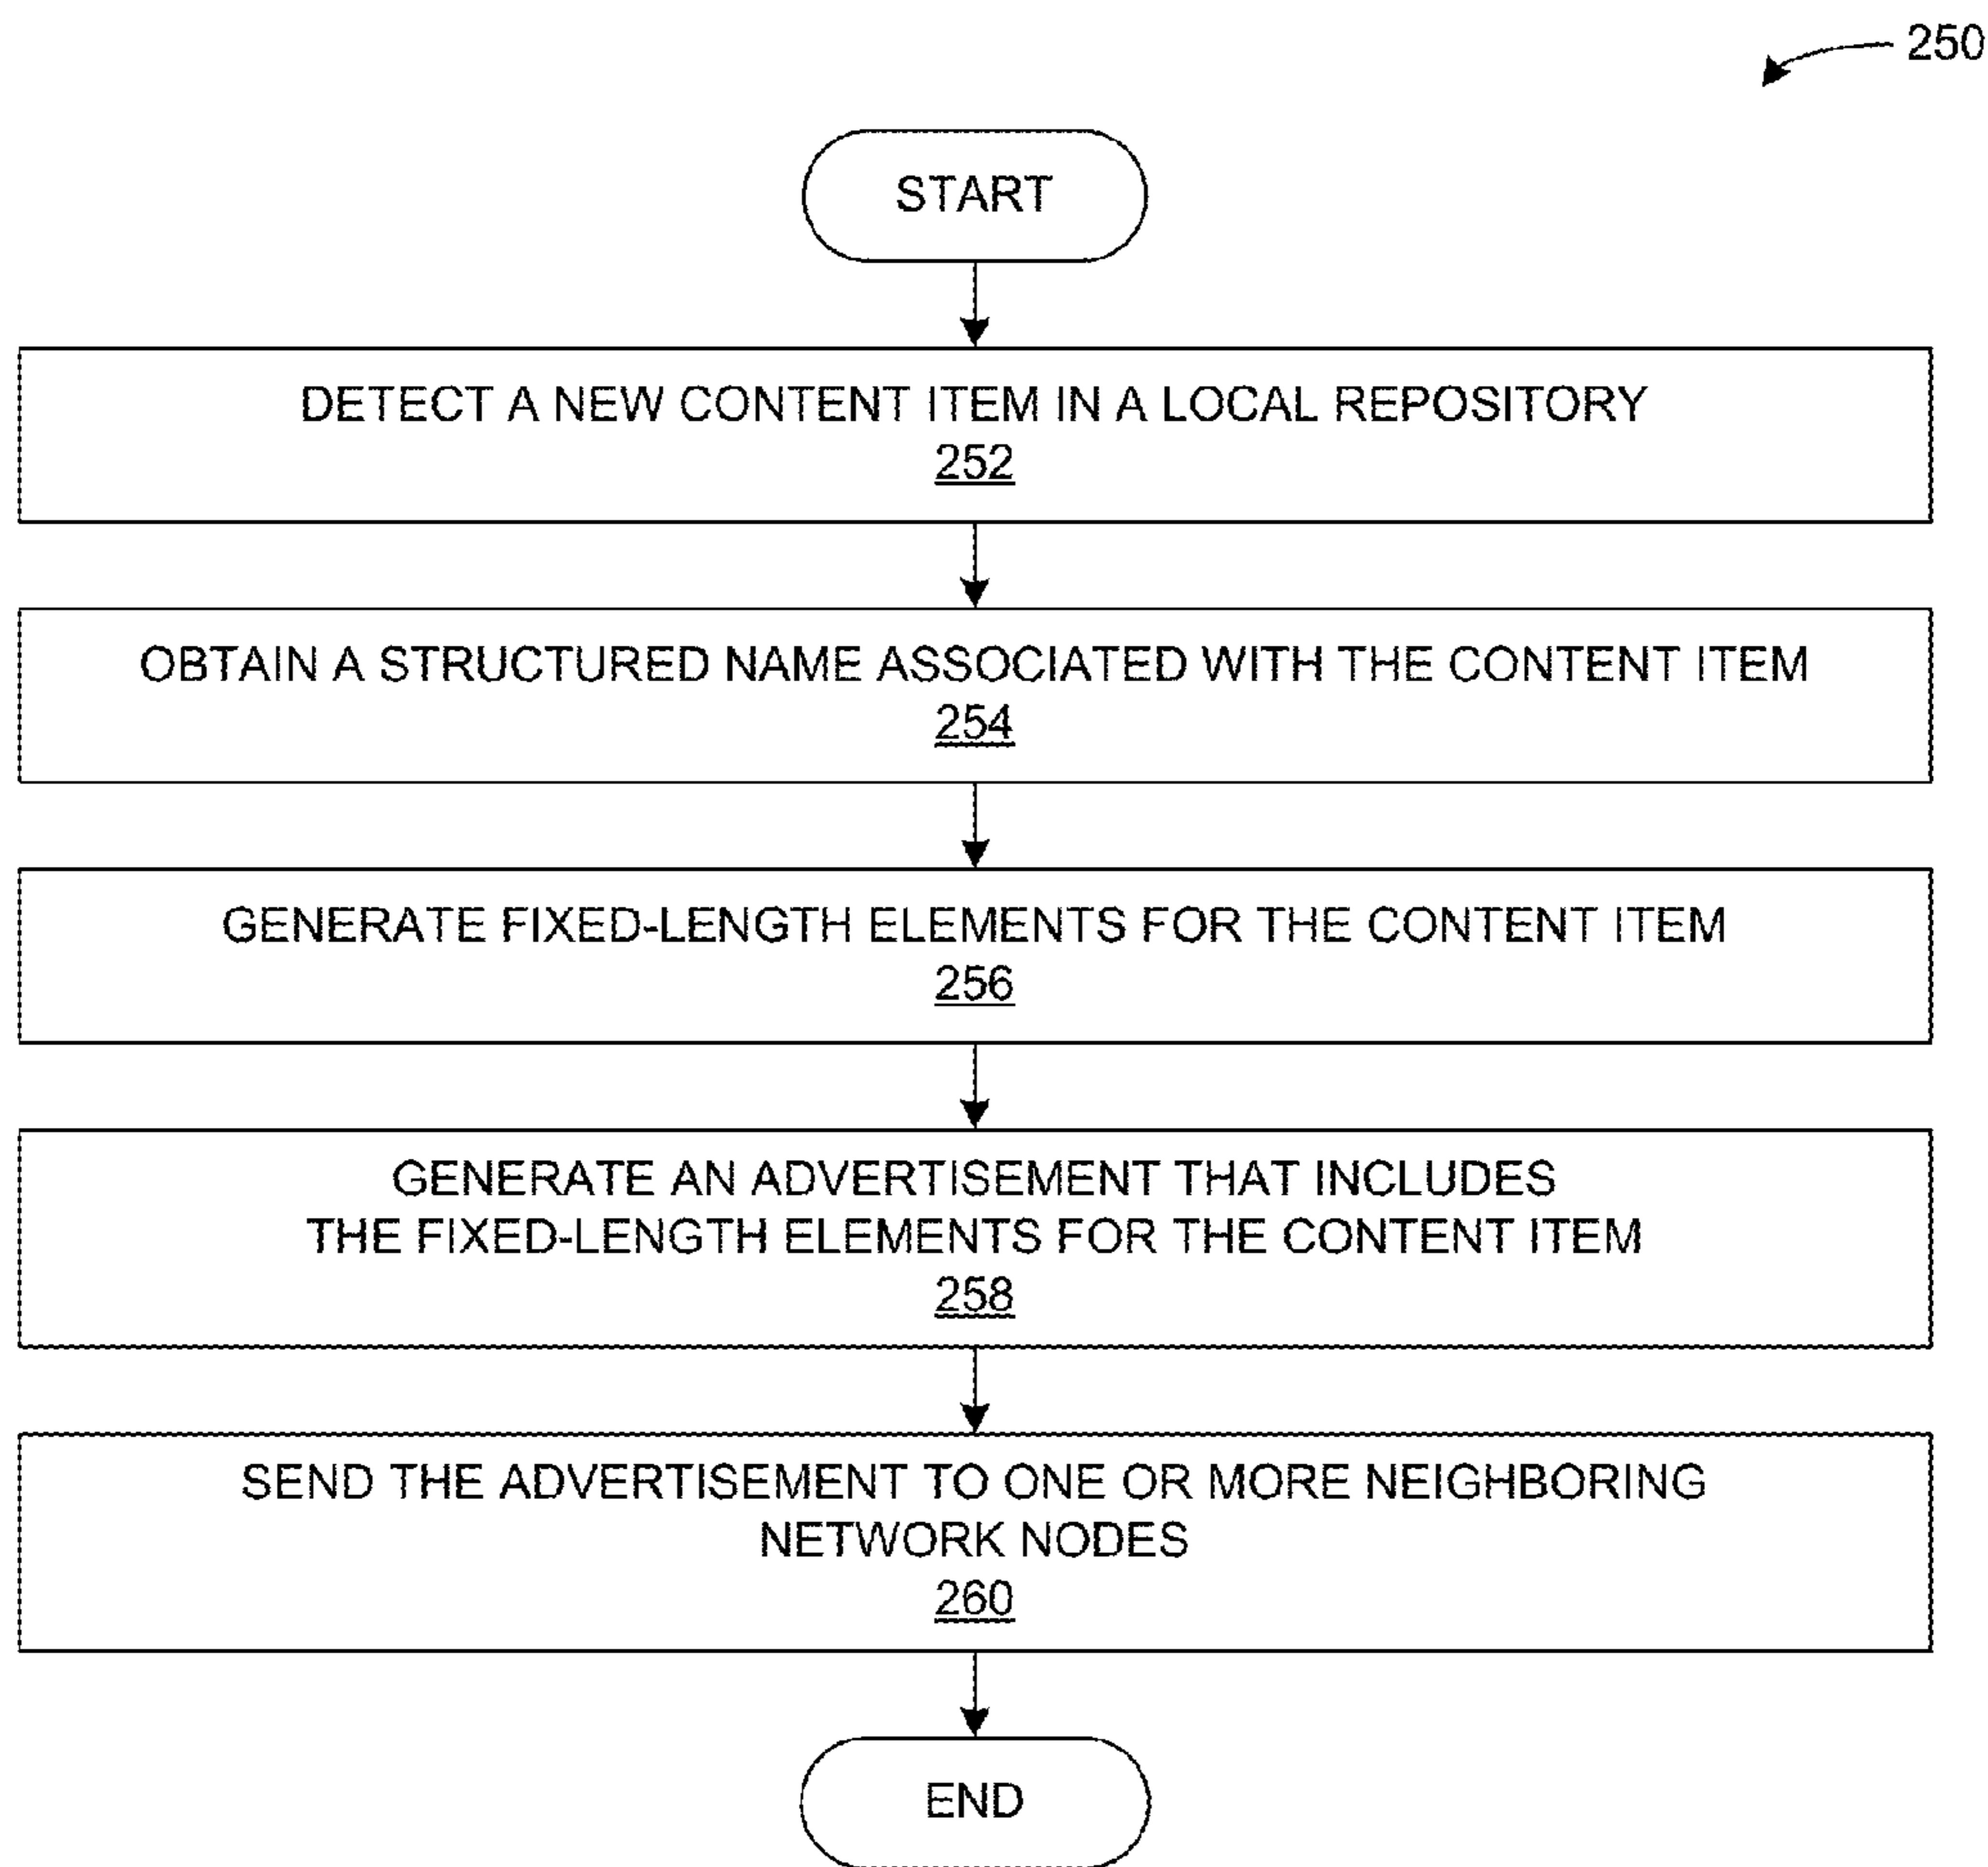 250
START
DETECT A NEW CONTENT ITEM IN A LOCAL REPOSITORY
252
OBTAIN A STRUCTURED NAME ASSOCIATED WITH THE CONTENT ITEM
254
GENERATE FIXED-LENGTH ELEMENTS FOR THE CONTENT ITEM
256
GENERATE AN ADVERTISEMENT THAT INCLUDES
THE FIXED-LENGTH ELEMENTS FOR THE CONTENT ITEM
258
SEND THE ADVERTISEMENT TO ONE OR MORE NEIGHBORING
NETWORK NODES
260
END